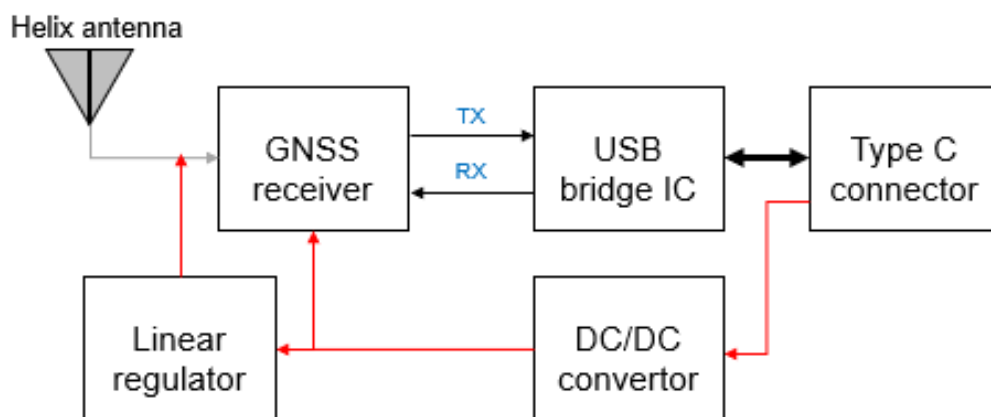 Helix antenna
GNSS
receiver
TX
RX
USB
bridge IC
Type C
connector
Linear
regulator
DC/DC
convertor